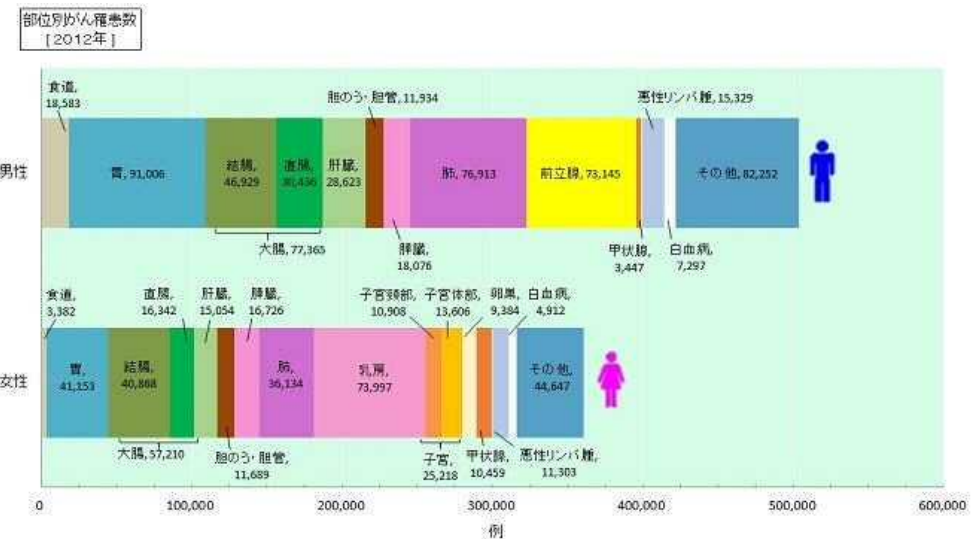 部位別がん罹患数
[2012年]
食道,
18,583
胆のう・胆管, 11,934
悪性リンパ腫, 15,329
男性
胃, 91,006
結腸,
46,929
直腸,
30,436
肝臓,
28,623
肺, 76,913
前立腺, 73,145
その他, 82,252
大腸, 77,365
膵臓,
18,076
甲状腺,
3,447
白血病,
7,297
食道,
3,382
直腸,
16,342
肝臓,
15,054
膵臓,
16,726
子宮頸部,
10,908
子宮体部,
13,606
卵巣,
9,384
白血病,
4,912
女性
胃,
41,153
結腸,
40,868
肺,
36,134
乳房,
73,997
その他,
44,647
大腸, 57,210
胆のう・胆管,
11,689
子宮,
25,218
甲状腺,
10,459
悪性リンパ腫,
11,303
0
100,000
200,000
300,000
400,000
500,000
600,000
例